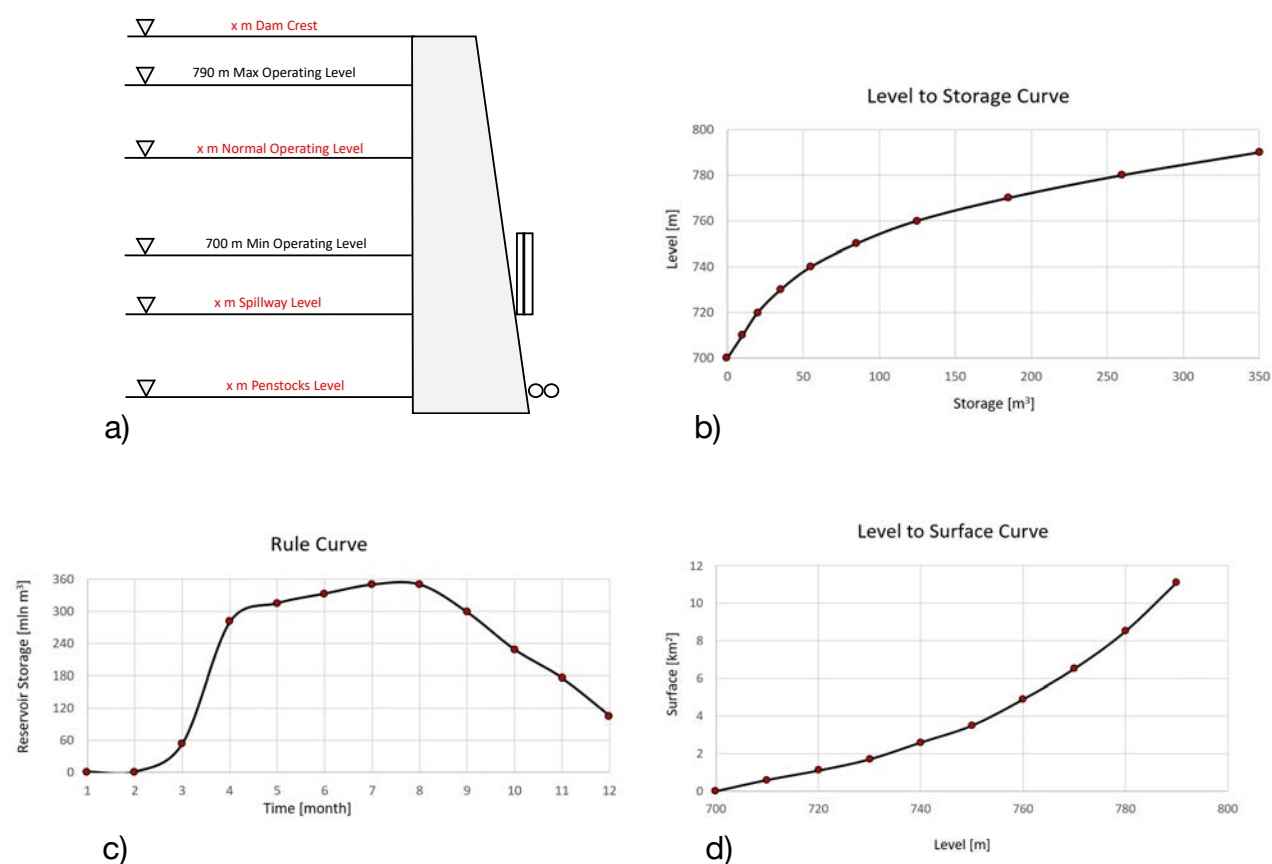 x m Dam Crest
790 m Max Operating Level
x m Normal Operating Level
700 m Min Operating Level
x m Spillway Level
x m Penstocks Level
a)
Level to Storage Curve
Level [m]
800
780
760
740
720
700
0 50 100 150 200 250 300 350
Storage [m³]
b)
Rule Curve
Reservoir Storage [mln m³]
360
300
240
180
120
60
0
1 2 3 4 5 6 7 8 9 10 11 12
Time [month]
c)
Level to Surface Curve
Surface [km²]
12
10
8
6
4
2
0
700 720 740 760 780 800
Level [m]
d)